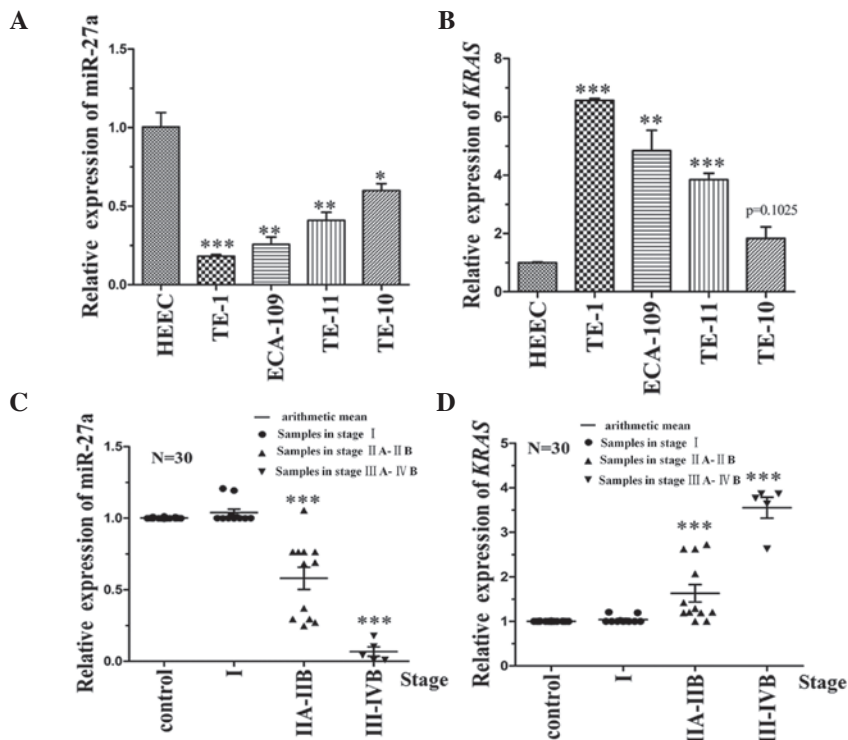 A
Relative expression of miR-27a
1.5
1.0
0.5
0.0
***
**
**
*
HEEC
TE-1
ECA-109
TE-11
TE-10
B
Relative expression of KRAS
8
6
4
2
0
***
**
***
p=0.1025
HEEC
TE-1
ECA-109
TE-11
TE-10
C
Relative expression of miR-27a
1.5
1.0
0.5
0.0
N=30
arithmetic mean
Samples in stage Ⅰ
Samples in stage ⅡA-ⅡB
Samples in stage ⅢA-ⅣB
***
***
control
I
IIA-IIB
III-IVB
Stage
D
Relative expression of KRAS
5
4
3
2
1
0
N=30
arithmetic mean
Samples in stage Ⅰ
Samples in stage ⅡA-ⅡB
Samples in stage ⅢA-ⅣB
***
***
control
I
IIA-IIB
III-IVB
Stage